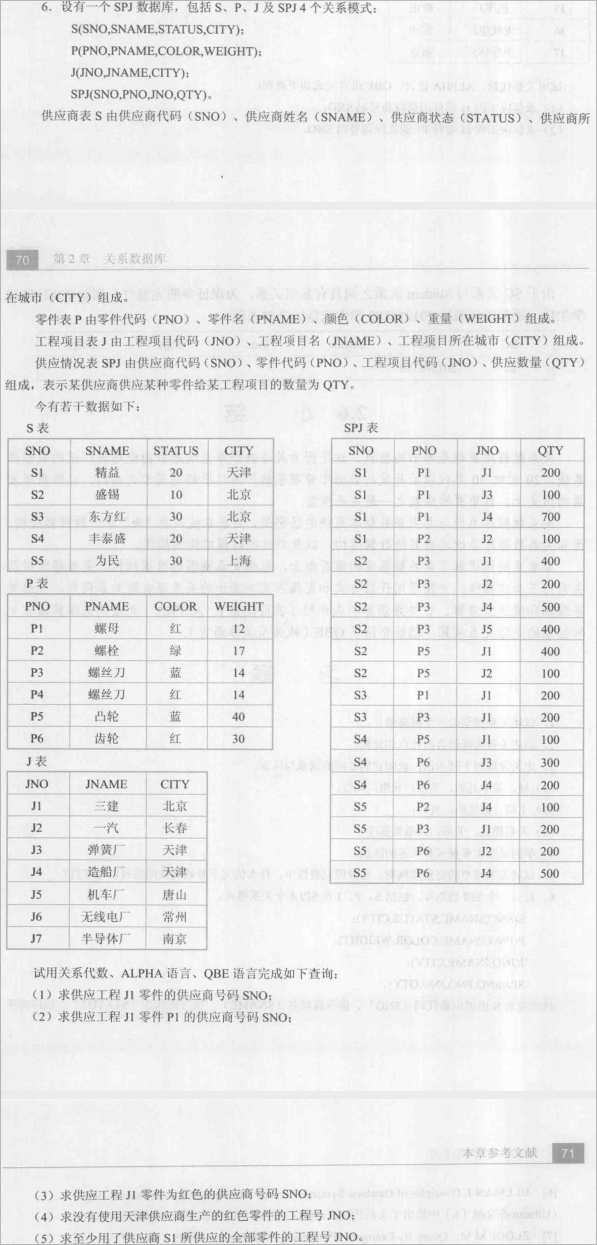 6．设有一个 SPJ 数据库，包括 S、P、J 及 SPJ 4 个关系模式：
S(SNO,SNAME,STATUS,CITY);
P(PNO,PNAME,COLOR,WEIGHT);
J(JNO,JNAME,CITY);
SPJ(SNO,PNO,JNO,QTY)。
供应商表 S 由供应商代码（SNO）、供应商姓名（SNAME）、供应商状态（STATUS）、供应商所
70 第 2 章 关系数据库
在城市（CITY）组成。
零件表 P 由零件代码（PNO）、零件名（PNAME）、颜色（COLOR）、重量（WEIGHT）组成。
工程项目表 J 由工程项目代码（JNO）、工程项目名（JNAME）、工程项目所在城市（CITY）组成。
供应情况表 SPJ 由供应商代码（SNO）、零件代码（PNO）、工程项目代码（JNO）、供应数量（QTY）
组成，表示某供应商供应某种零件给某工程项目的数量为 QTY。
今有若干数据如下：
S 表
SNO SNAME STATUS CITY
S1 精益 20 天津
S2 盛锡 10 北京
S3 东方红 30 北京
S4 丰泰盛 20 天津
S5 为民 30 上海
P 表
PNO PNAME COLOR WEIGHT
P1 螺母 红 12
P2 螺栓 绿 17
P3 螺丝刀 蓝 14
P4 螺丝刀 红 14
P5 凸轮 蓝 40
P6 齿轮 红 30
J 表
JNO JNAME CITY
J1 三建 北京
J2 一汽 长春
J3 弹簧厂 天津
J4 造船厂 天津
J5 机车厂 唐山
J6 无线电厂 常州
J7 半导体厂 南京
SPJ 表
SNO PNO JNO QTY
S1 P1 J1 200
S1 P1 J3 100
S1 P1 J4 700
S1 P2 J2 100
S2 P3 J1 400
S2 P3 J2 200
S2 P3 J4 500
S2 P3 J5 400
S2 P5 J1 400
S2 P5 J2 100
S3 P1 J1 200
S3 P3 J1 200
S4 P5 J1 100
S4 P6 J3 300
S4 P6 J4 200
S5 P2 J4 100
S5 P3 J1 200
S5 P6 J2 200
S5 P6 J4 500
试用关系代数、ALPHA 语言、QBE 语言完成如下查询：
（1）求供应工程 J1 零件的供应商号码 SNO;
（2）求供应工程 J1 零件 P1 的供应商号码 SNO;
本章参考文献 71
（3）求供应工程 J1 零件为红色的供应商号码 SNO;
（4）求没有使用天津供应商生产的红色零件的工程号 JNO;
（5）求至少用了供应商 S1 所供应的全部零件的工程号 JNO。